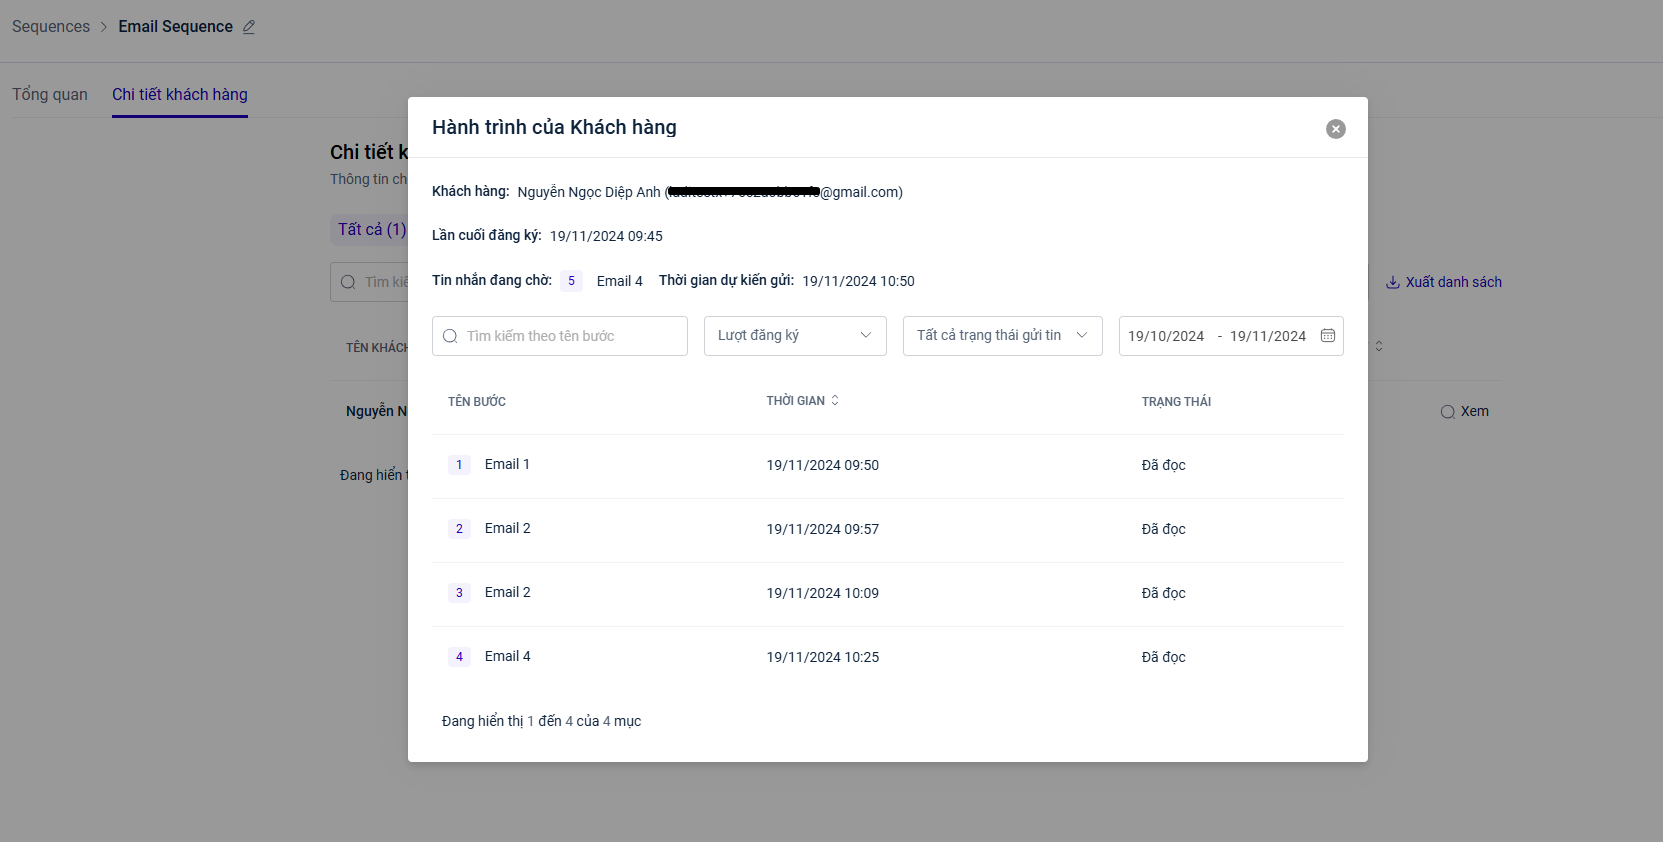 Sequences > Email Sequence
Tổng quan Chi tiết khách hàng
Hành trình của Khách hàng
Chi tiết k
Thông tin ch
Khách hàng: Nguyễn Ngọc Diệp Anh ( @gmail.com)
Tất cả (1)
Lần cuối đăng ký: 19/11/2024 09:45
Tìm kiế
Tin nhắn đang chờ: 5 Email 4 Thời gian dự kiến gửi: 19/11/2024 10:50
Xuất danh sách
Tìm kiếm theo tên bước Lượt đăng ký Tất cả trạng thái gửi tin 19/10/2024 - 19/11/2024
TÊN KHÁCH
TÊN BƯỚC THỜI GIAN TRẠNG THÁI
Nguyễn N
Xem
1 Email 1 19/11/2024 09:50 Đã đọc
Đang hiển t
2 Email 2 19/11/2024 09:57 Đã đọc
3 Email 2 19/11/2024 10:09 Đã đọc
4 Email 4 19/11/2024 10:25 Đã đọc
Đang hiển thị 1 đến 4 của 4 mục